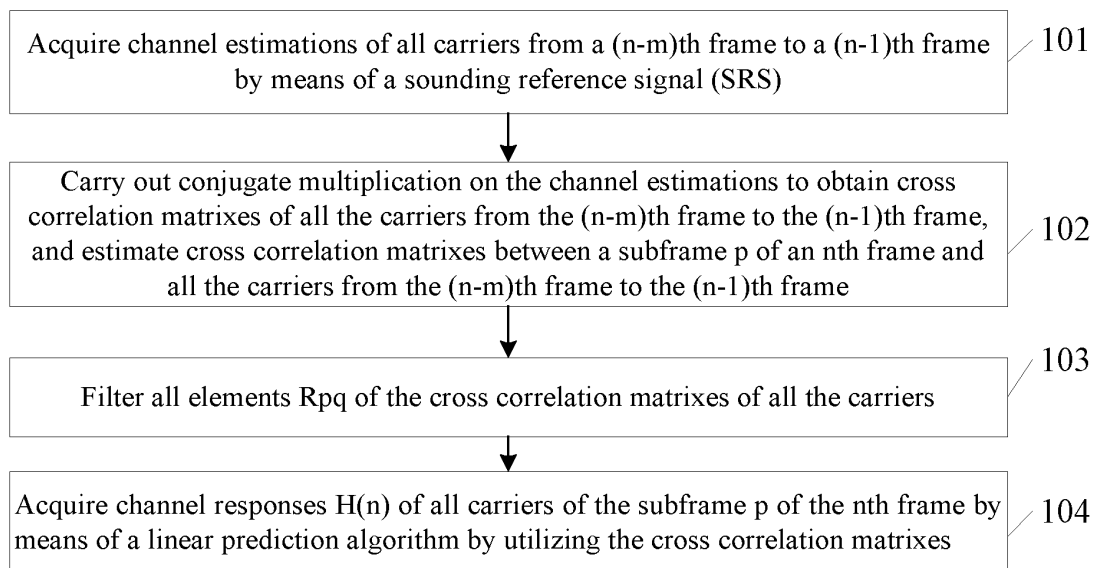 Acquire channel estimations of all carriers from a (n-m)th frame to a (n-1)th frame
by means of a sounding reference signal (SRS)
101
Carry out conjugate multiplication on the channel estimations to obtain cross
correlation matrixes of all the carriers from the (n-m)th frame to the (n-1)th frame,
and estimate cross correlation matrixes between a subframe p of an nth frame and
all the carriers from the (n-m)th frame to the (n-1)th frame
102
Filter all elements Rpq of the cross correlation matrixes of all the carriers
103
Acquire channel responses H(n) of all carriers of the subframe p of the nth frame by
means of a linear prediction algorithm by utilizing the cross correlation matrixes
104